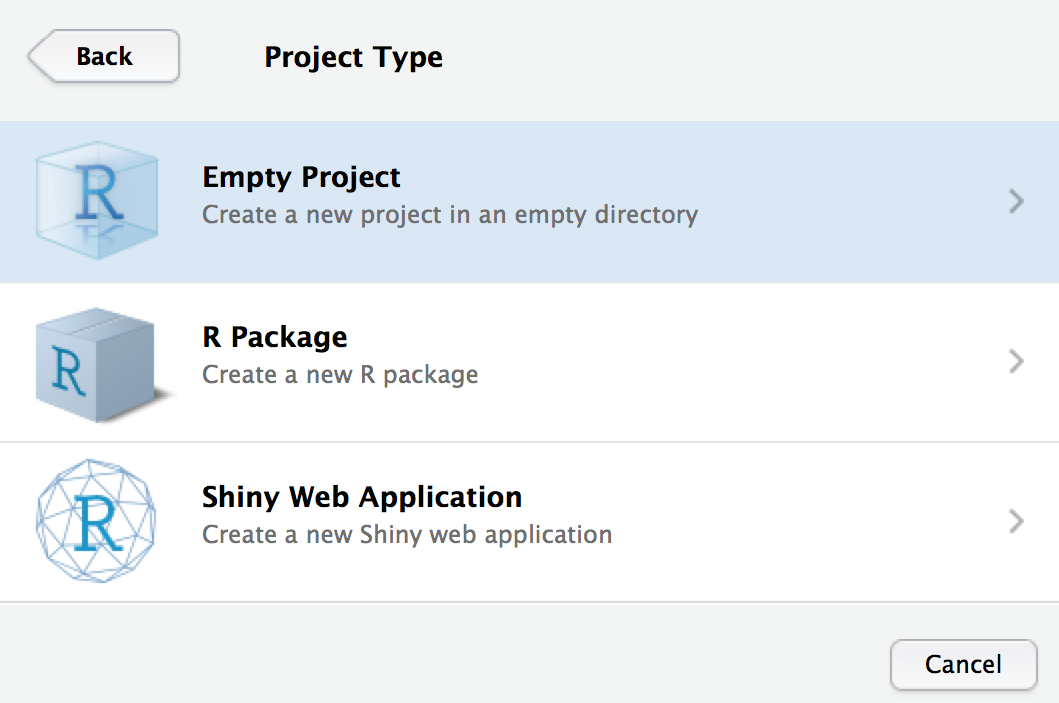 Back
Project Type
R
Empty Project
Create a new project in an empty directory
R
R Package
Create a new R package
R
Shiny Web Application
Create a new Shiny web application
Cancel